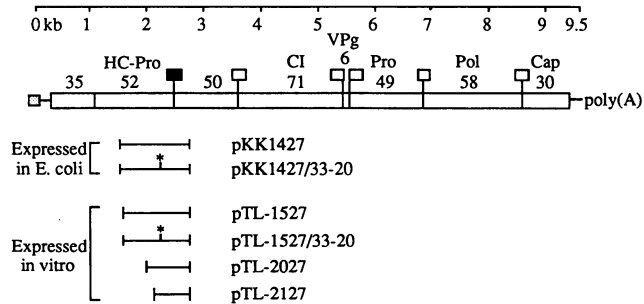 0 kb 1 2 3 4 5 6 7 8 9 9.5
VPg
HC-Pro CI 6 Pro Pol Cap
35 52 50 71 49 58 30
poly(A)
Expressed in E. coli
pKK1427
* pKK1427/33-20
Expressed in vitro
pTL-1527
* pTL-1527/33-20
pTL-2027
pTL-2127